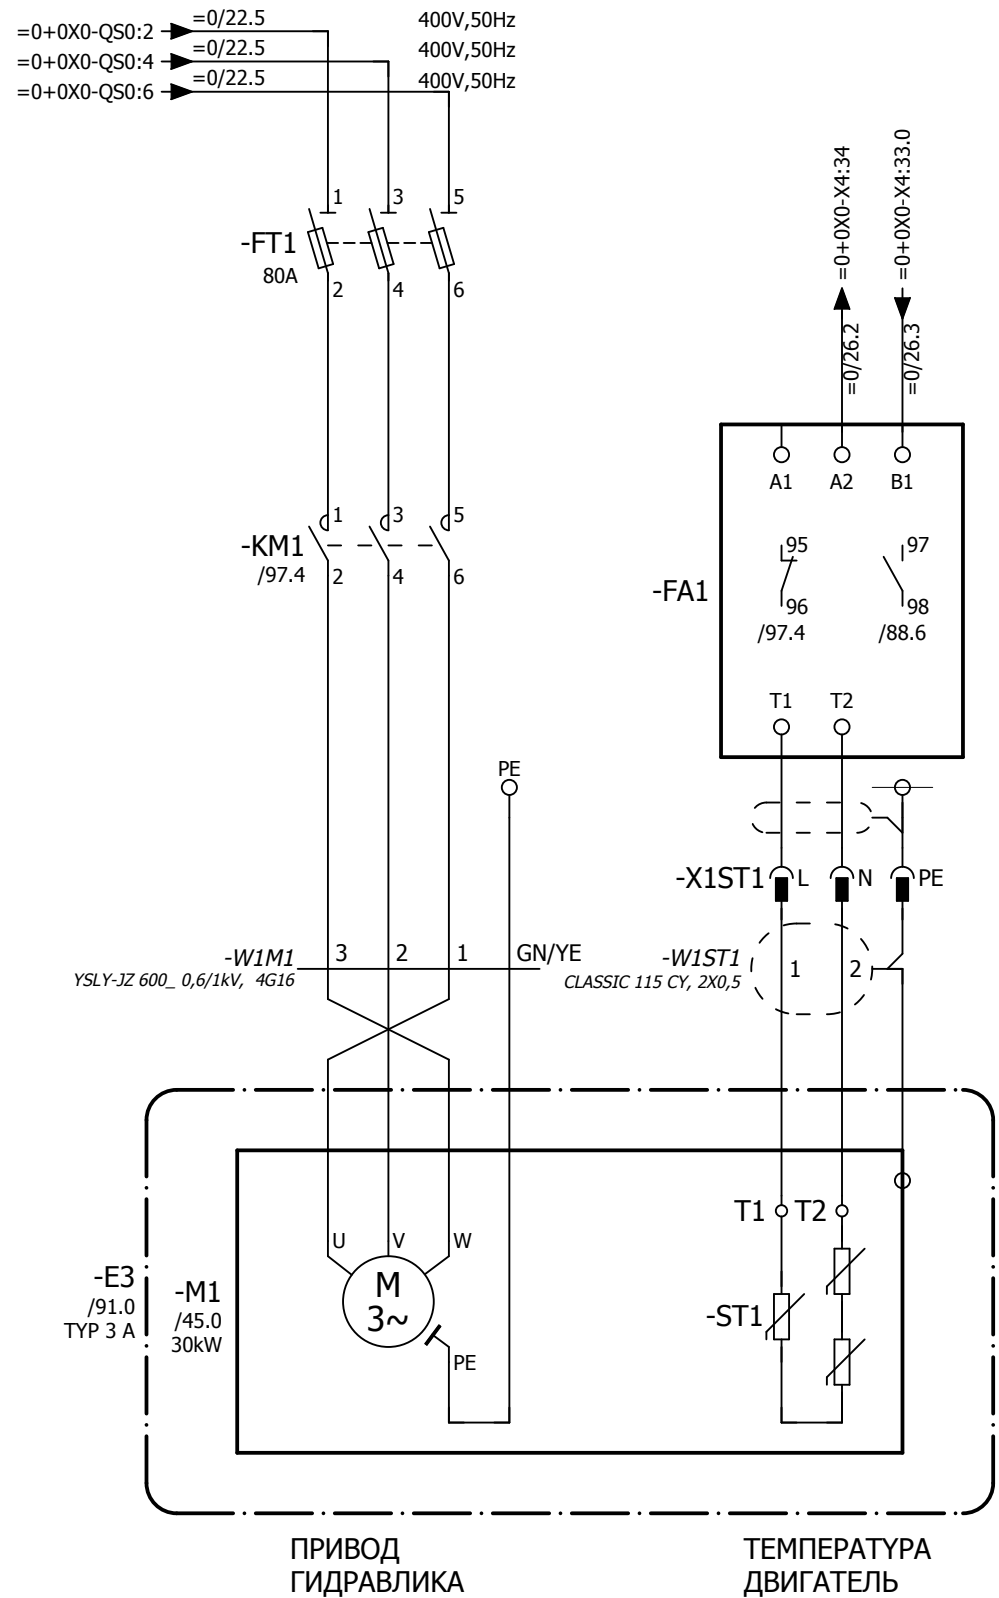 =0+0X0-QS0:2 =0/22.5 400V,50Hz
=0+0X0-QS0:4 =0/22.5 400V,50Hz
=0+0X0-QS0:6 =0/22.5 400V,50Hz
=0+0X0-X4:34
=0/26.2
=0+0X0-X4:33.0
=0/26.3
1 3 5
-FT1
80A
2 4 6
A1 A2 B1
1 3 5
-KM1
/97.4
2 4 6
-FA1
95 97
96 98
/97.4 /88.6
T1 T2
PE
-X1ST1 L N PE
-W1M1 3 2 1 GN/YE
YSLY-JZ 600_ 0,6/1kV, 4G16
-W1ST1 1 2
CLASSIC 115 CY, 2X0,5
T1 T2
U V W
-E3
/91.0
TYP 3 A
-M1
/45.0
30kW
M
3~
PE
-ST1
ПРИВОД
ГИДРАВЛИКА
ТЕМПЕРАТУРА
ДВИГАТЕЛЬ